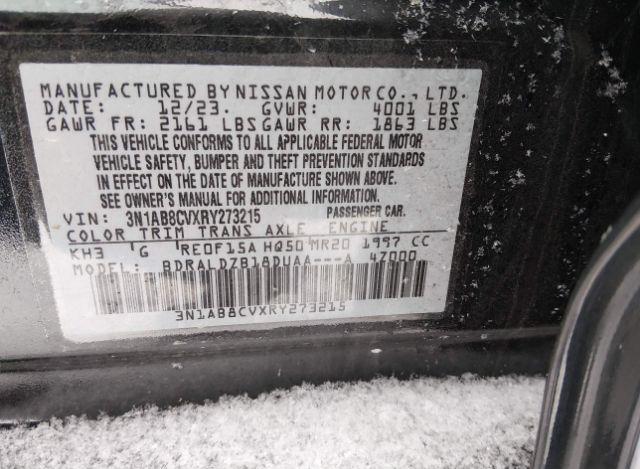 MANUFACTURED BY NISSAN MOTOR CO., LTD.
DATE: 12/23. GVWR: 4001 LBS
GAWR FR: 2161 LBS GAWR RR: 1863 LBS
THIS VEHICLE CONFORMS TO ALL APPLICABLE FEDERAL MOTOR
VEHICLE SAFETY, BUMPER AND THEFT PREVENTION STANDARDS
IN EFFECT ON THE DATE OF MANUFACTURE SHOWN ABOVE.
SEE OWNER'S MANUAL FOR ADDITIONAL INFORMATION.
VIN: 3N1AB8CVXRY273215 PASSENGER CAR.
COLOR TRIM TRANS AXLE ENGINE
KH3 G RE0F15A HQ50 MR20 1997 CC
MODEL: BDRALDZB18DUAA---A 4Z000
3N1AB8CVXRY273215